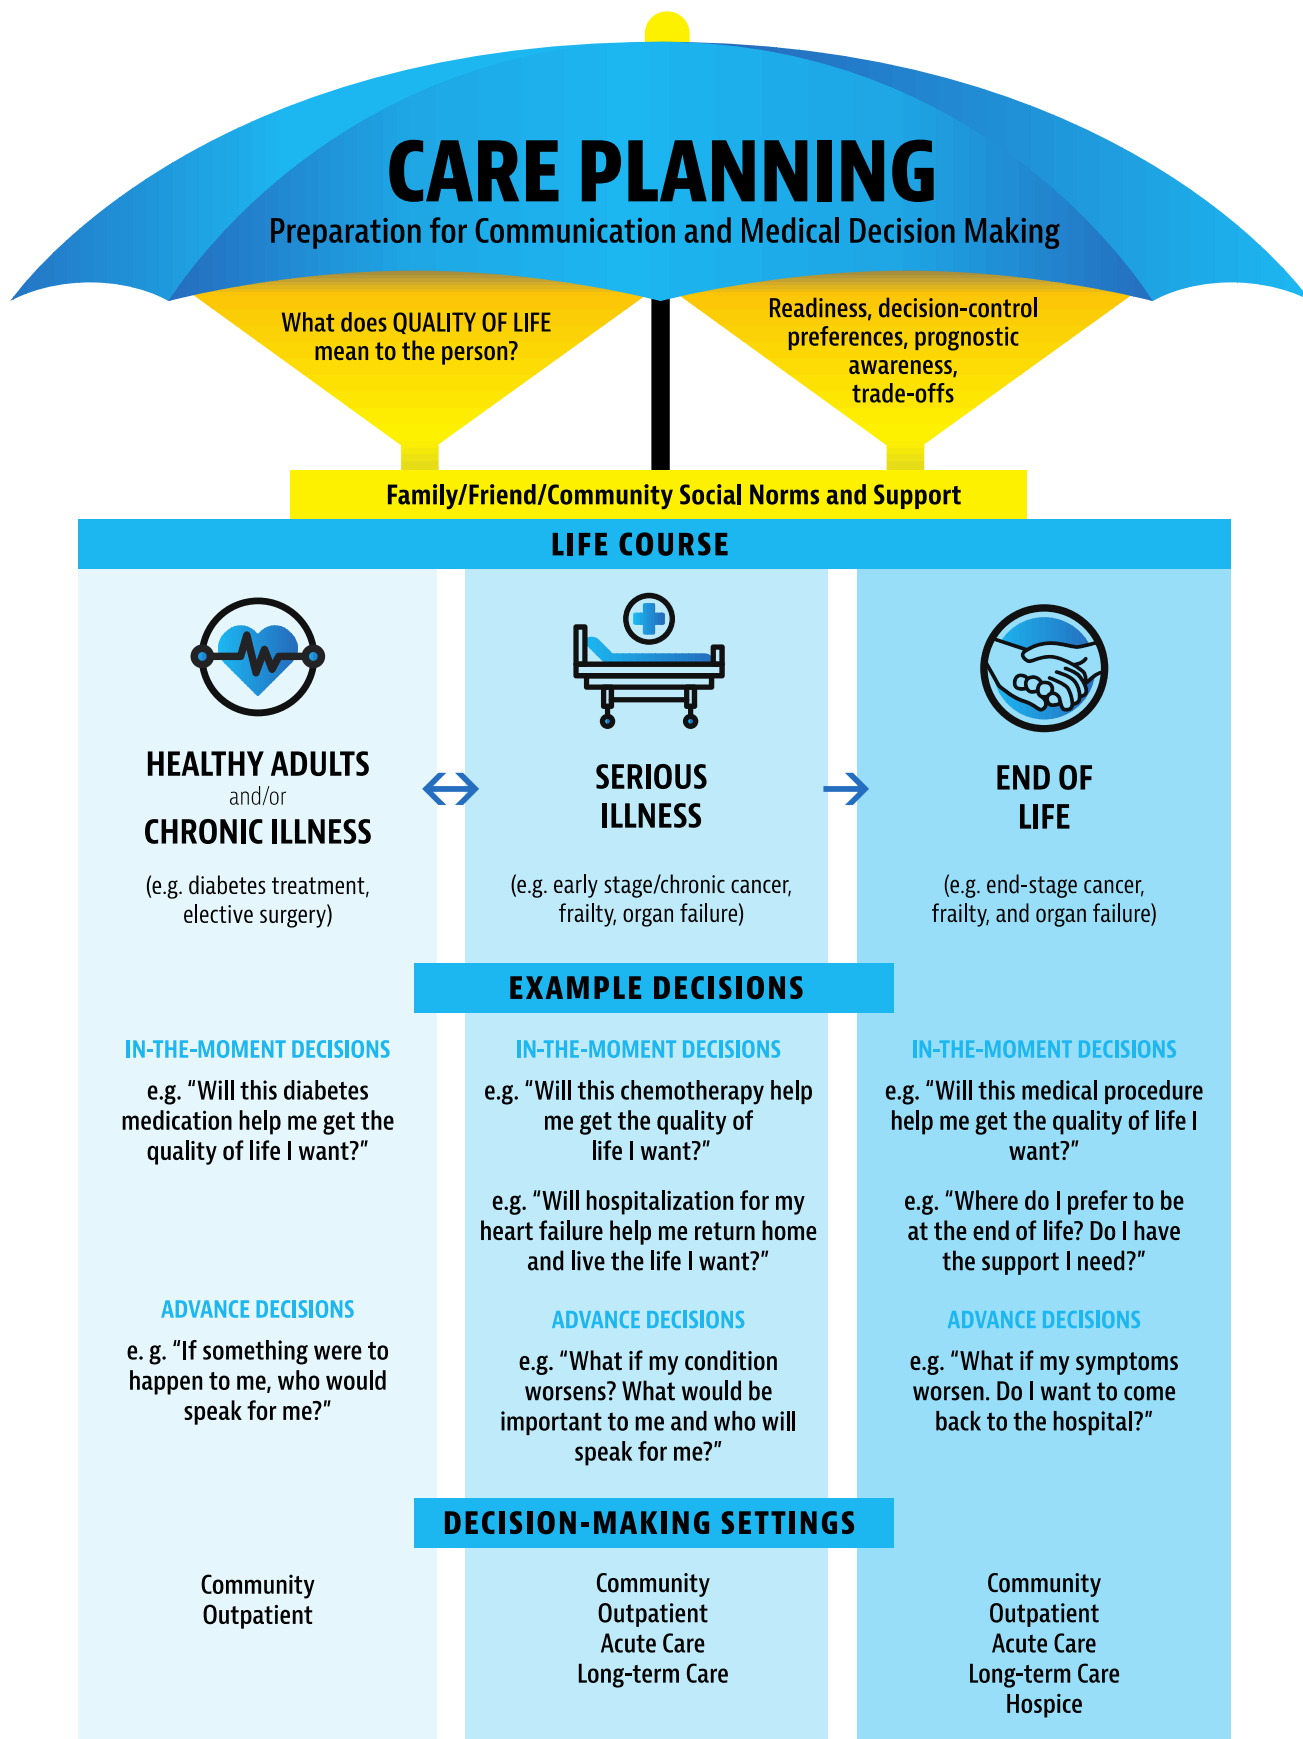 CARE PLANNING
Preparation for Communication and Medical Decision Making
What does QUALITY OF LIFE
mean to the person?
Readiness, decision-control
preferences, prognostic
awareness,
trade-offs
Family/Friend/Community Social Norms and Support
LIFE COURSE
HEALTHY ADULTS
and/or
CHRONIC ILLNESS
(e.g. diabetes treatment,
elective surgery)
SERIOUS
ILLNESS
(e.g. early stage/chronic cancer,
frailty, organ failure)
END OF
LIFE
(e.g. end-stage cancer,
frailty, and organ failure)
EXAMPLE DECISIONS
IN-THE-MOMENT DECISIONS
e.g. “Will this diabetes
medication help me get the
quality of life I want?”
ADVANCE DECISIONS
e. g. “If something were to
happen to me, who would
speak for me?”
IN-THE-MOMENT DECISIONS
e.g. “Will this chemotherapy help
me get the quality of
life I want?”
e.g. “Will hospitalization for my
heart failure help me return home
and live the life I want?”
ADVANCE DECISIONS
e.g. “What if my condition
worsens? What would be
important to me and who will
speak for me?”
IN-THE-MOMENT DECISIONS
e.g. “Will this medical procedure
help me get the quality of life I
want?”
e.g. “Where do I prefer to be
at the end of life? Do I have
the support I need?”
ADVANCE DECISIONS
e.g. “What if my symptoms
worsen. Do I want to come
back to the hospital?”
DECISION-MAKING SETTINGS
Community
Outpatient
Community
Outpatient
Acute Care
Long-term Care
Community
Outpatient
Acute Care
Long-term Care
Hospice